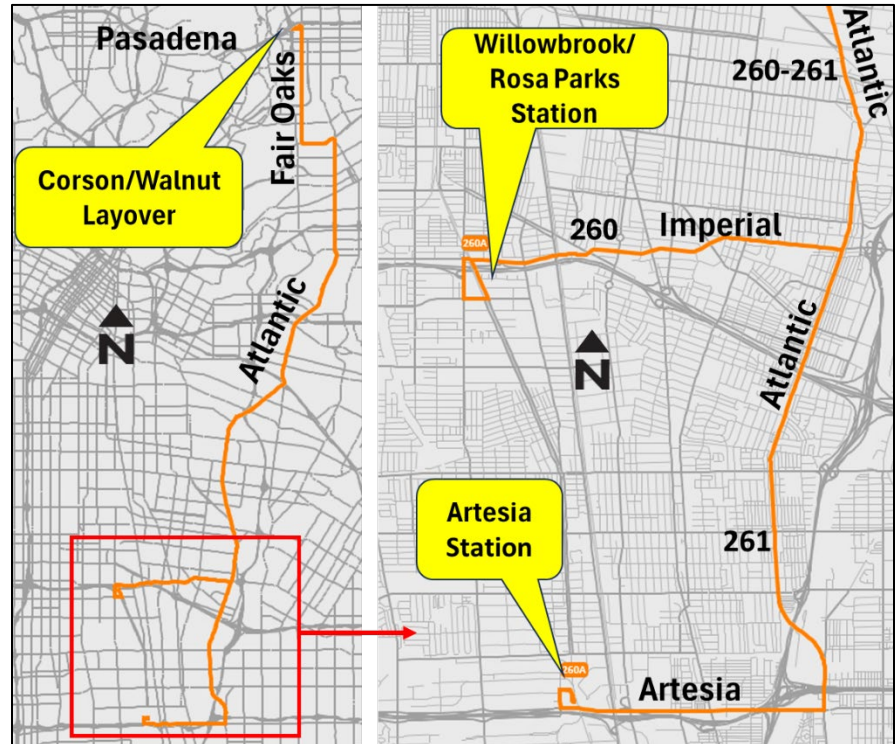 Pasadena
Fair Oaks
Corson/Walnut
Layover
N
Atlantic
Willowbrook/
Rosa Parks
Station
260-261
Atlantic
260
Imperial
260A
N
Atlantic
Artesia
Station
261
260A
Artesia